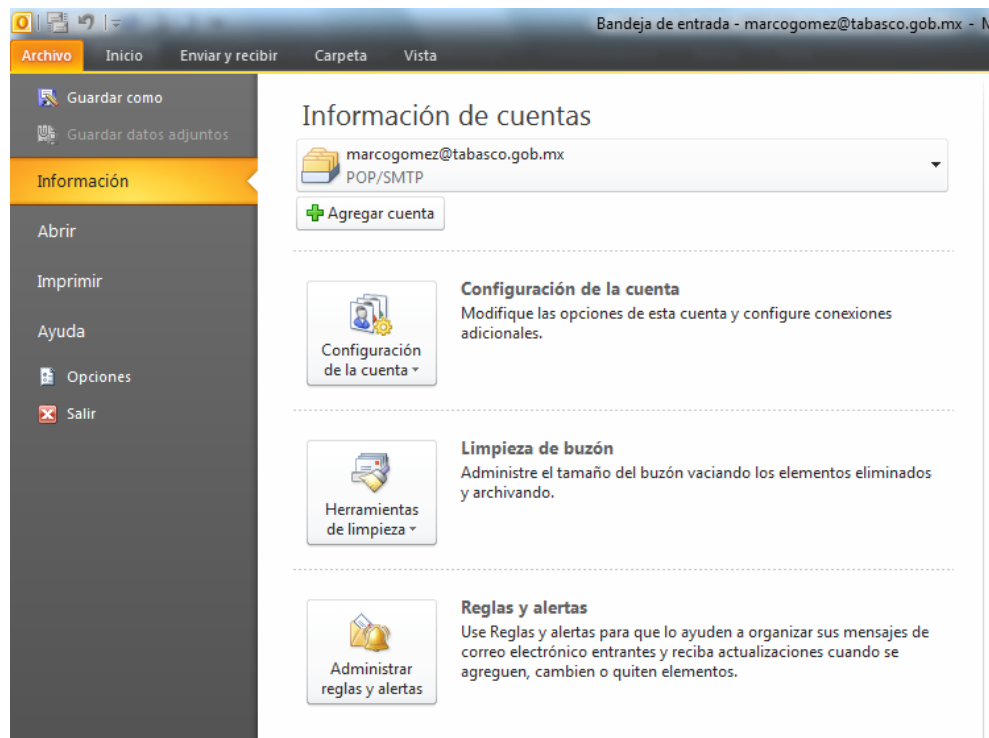 Bandeja de entrada - marcogomez@tabasco.gob.mx -
Archivo Inicio Enviar y recibir Carpeta Vista
Guardar como
Guardar datos adjuntos
Información
Abrir
Imprimir
Ayuda
Opciones
Salir
Información de cuentas
marcogomez@tabasco.gob.mx
POP/SMTP
Agregar cuenta
Configuración
de la cuenta
Configuración de la cuenta
Modifique las opciones de esta cuenta y configure conexiones
adicionales.
Herramientas
de limpieza
Limpieza de buzón
Administre el tamaño del buzón vaciando los elementos eliminados
y archivando.
Administrar
reglas y alertas
Reglas y alertas
Use Reglas y alertas para que lo ayuden a organizar sus mensajes de
correo electrónico entrantes y reciba actualizaciones cuando se
agreguen, cambien o quiten elementos.